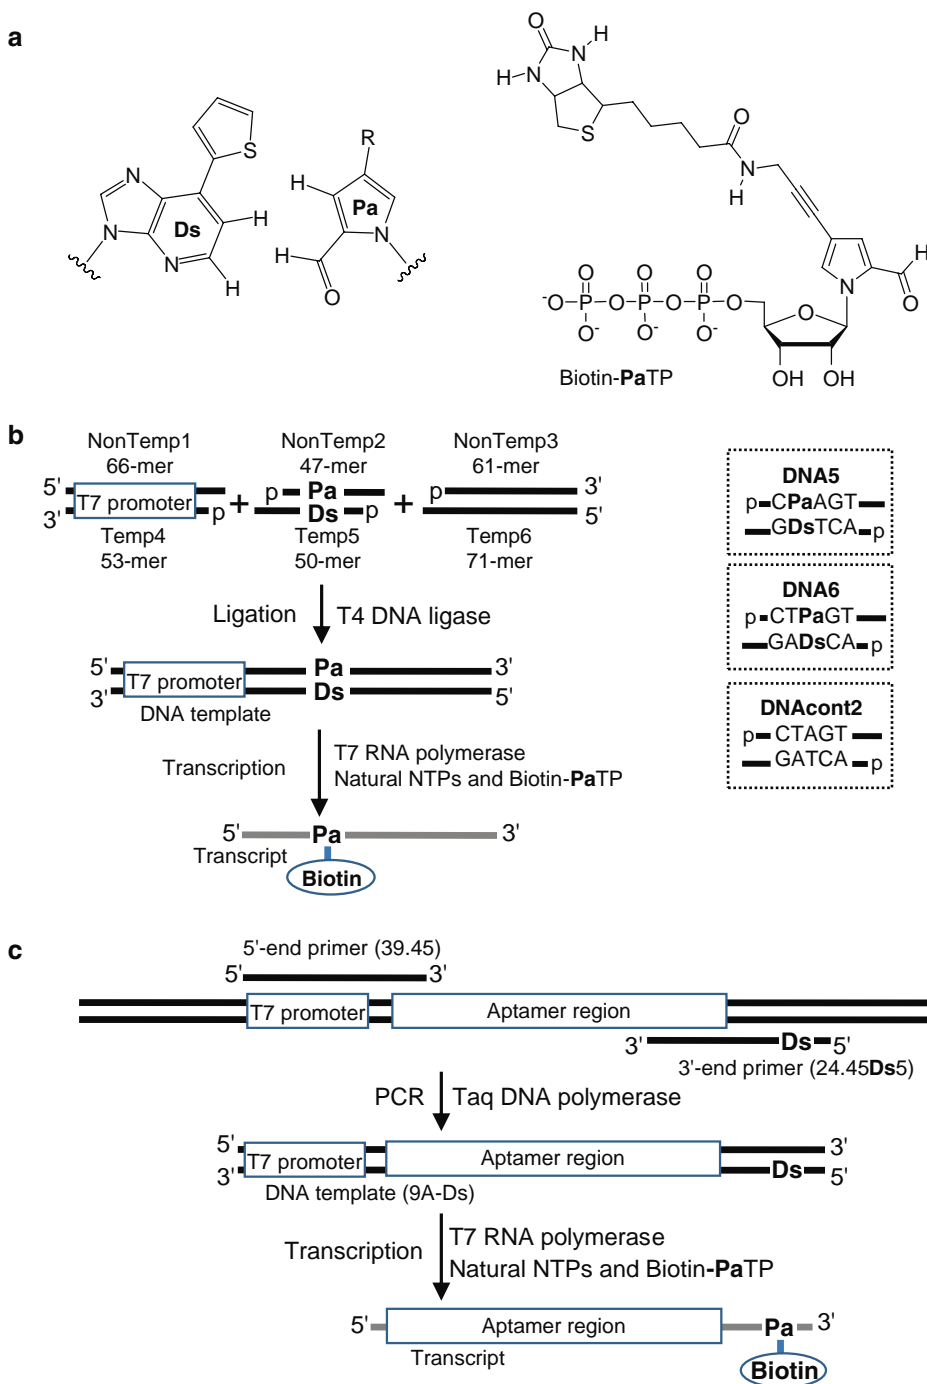 a
O
N
H
H
N
N
H
S
O
N
H
R
S
N
N
Ds
H
N
H
H
Pa
N
H
O
H
O
N
O
O
O
-O-P-O-P-O-P-O
O-
O-
O-
O
OH OH
Biotin-PaTP
b
NonTemp1 NonTemp2 NonTemp3
66-mer 47-mer 61-mer
5' p Pa p 3'
T7 promoter + +
3' p Ds p 5'
Temp4 Temp5 Temp6
53-mer 50-mer 71-mer
Ligation T4 DNA ligase
5' Pa 3'
T7 promoter
3' Ds 5'
DNA template
Transcription
T7 RNA polymerase
Natural NTPs and Biotin-PaTP
5' Pa 3'
Transcript
Biotin
DNA5
p CPaAGT
GDsTCA p
DNA6
p CTPaGT
GADsCA p
DNAcont2
p CTAGT
GATCA p
c
5'-end primer (39.45)
5' 3'
T7 promoter Aptamer region
3' Ds 5'
3'-end primer (24.45Ds5)
PCR Taq DNA polymerase
5' 3'
T7 promoter Aptamer region
3' Ds 5'
DNA template (9A-Ds)
Transcription
T7 RNA polymerase
Natural NTPs and Biotin-PaTP
5' Aptamer region Pa 3'
Transcript
Biotin